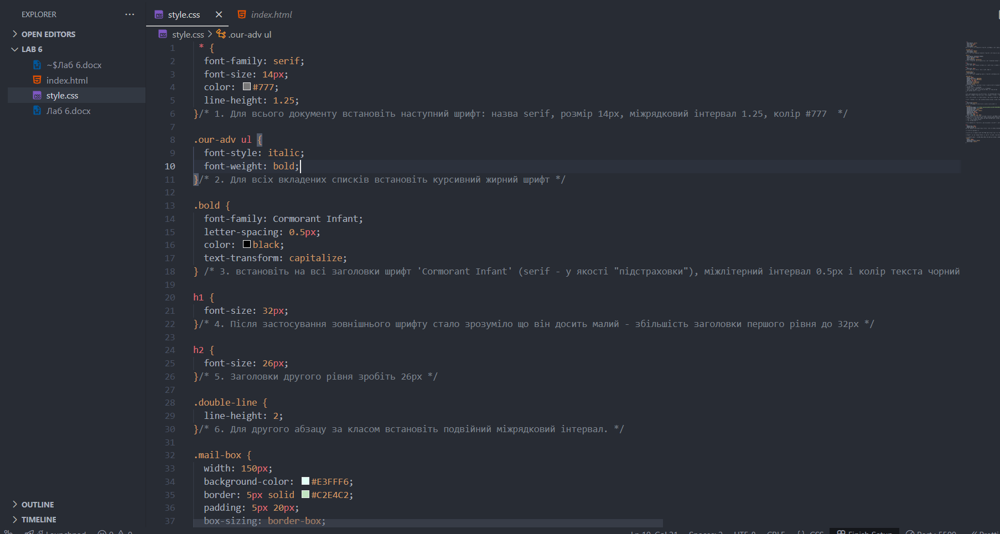 EXPLORER
OPEN EDITORS
LAB 6
~$Лаб 6.docx
index.html
style.css
Лаб 6.docx
OUTLINE
TIMELINE
style.css
index.html
style.css > .our-adv ul
1 * {
2 font-family: serif;
3 font-size: 14px;
4 color: #777;
5 line-height: 1.25;
6 }/* 1. Для всього документу встановіть наступний шрифт: назва serif, розмір 14px, міжрядковий інтервал 1.25, колір #777 */
7
8 .our-adv ul {
9 font-style: italic;
10 font-weight: bold;
11 }/* 2. Для всіх вкладених списків встановіть курсивний жирний шрифт */
12
13 .bold {
14 font-family: Cormorant Infant;
15 letter-spacing: 0.5px;
16 color: black;
17 text-transform: capitalize;
18 } /* 3. встановіть на всі заголовки шрифт 'Cormorant Infant' (serif - у якості "підстраховки"), міжлітерний інтервал 0.5px і колір текста чорний
19
20 h1 {
21 font-size: 32px;
22 }/* 4. Після застосування зовнішнього шрифту стало зрозуміло що він досить малий - збільшість заголовки першого рівня до 32px */
23
24 h2 {
25 font-size: 26px;
26 }/* 5. Заголовки другого рівня зробіть 26px */
27
28 .double-line {
29 line-height: 2;
30 }/* 6. Для другого абзацу за класом встановіть подвійний міжрядковий інтервал. */
31
32 .mail-box {
33 width: 150px;
34 background-color: #E3FFF6;
35 border: 5px solid #C2E4C2;
36 padding: 5px 20px;
37 box-sizing: border-box;